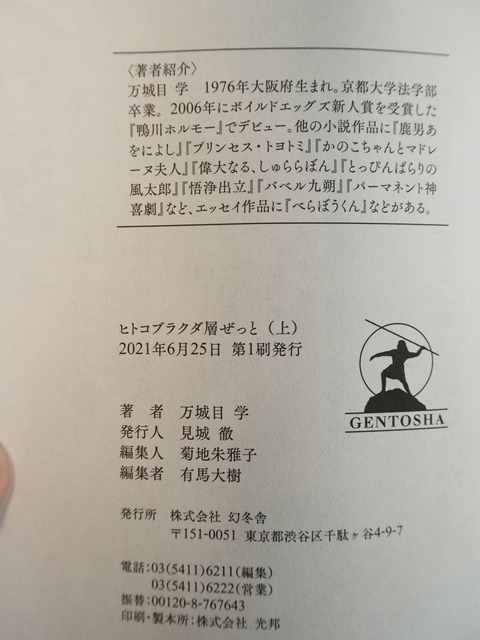 〈著者紹介〉
万城目 学　1976年大阪府生まれ。京都大学法学部
卒業。2006年にボイルドエッグズ新人賞を受賞した
『鴨川ホルモー』でデビュー。他の小説作品に『鹿男あ
をによし』『プリンセス・トヨトミ』『かのこちゃんとマドレ
ーヌ夫人』『偉大なる、しゅららぼん』『とっぴんぱらりの
風太郎』『悟浄出立』『バベル九朔』『パーマネント神
喜劇』など、エッセイ作品に『べらぼうくん』などがある。
ヒトコブラクダ層ぜっと（上）
2021年6月25日 第1刷発行
GENTOSHA
著　者　万城目 学
発行人　見城 徹
編集人　菊地朱雅子
編集者　有馬大樹
発行所　株式会社 幻冬舎
〒151-0051 東京都渋谷区千駄ヶ谷4-9-7
電話：03(5411)6211(編集)
03(5411)6222(営業)
振替：00120-8-767643
印刷・製本所：株式会社 光邦